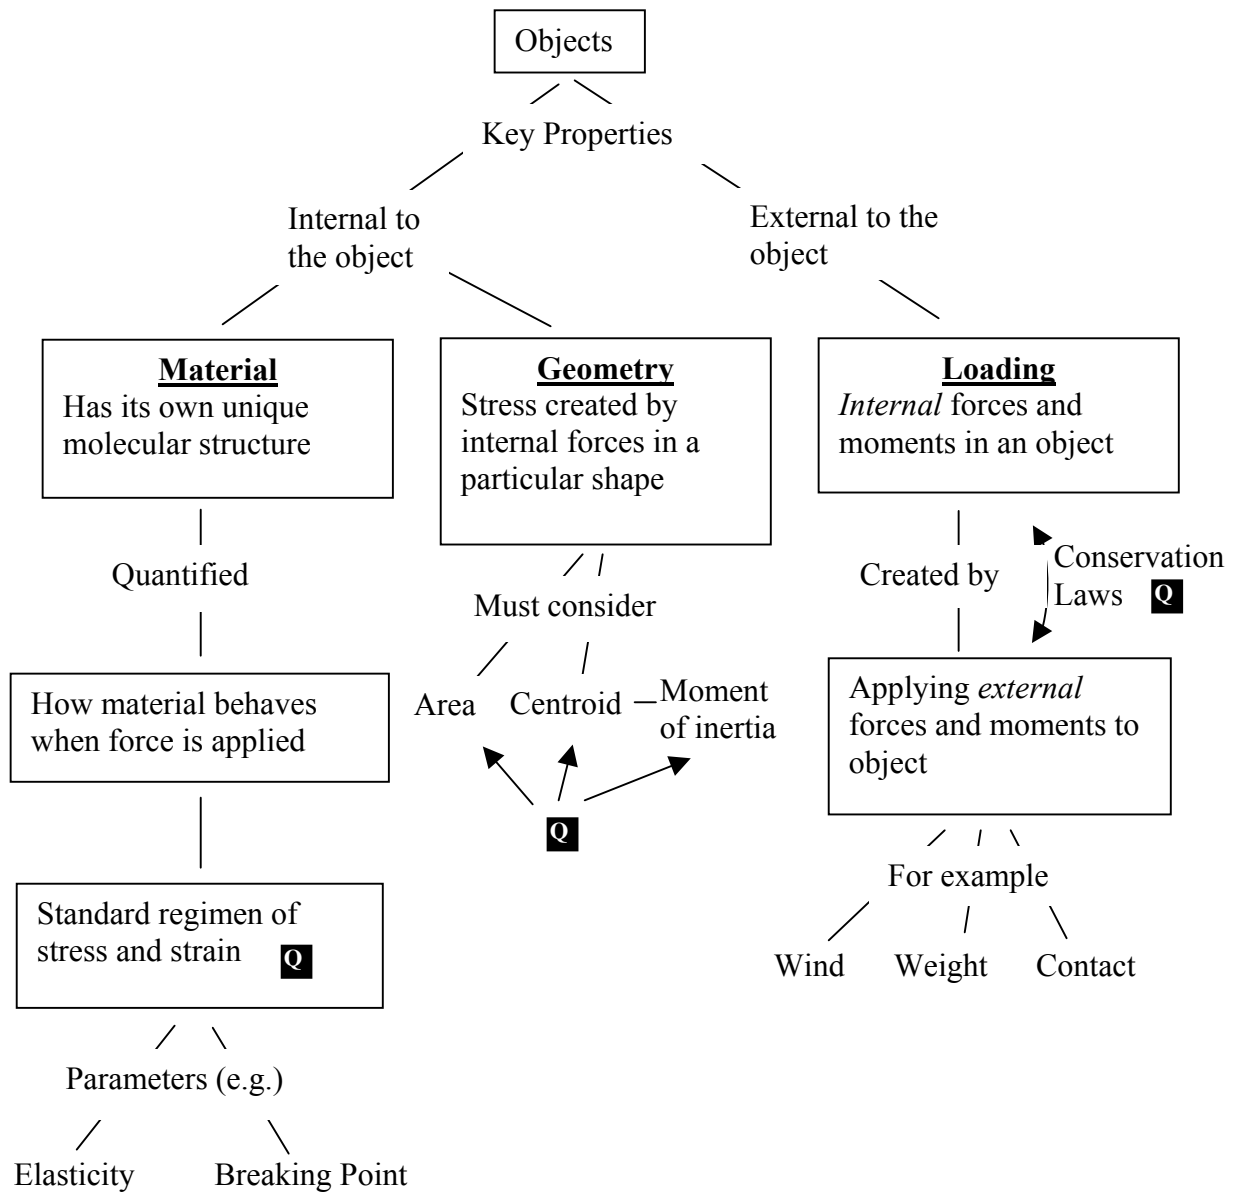 Objects
Key Properties
Internal to
the object
External to the
object
Material
Has its own unique
molecular structure
Geometry
Stress created by
internal forces in a
particular shape
Loading
Internal forces and
moments in an object
Quantified
Must consider
Created by
Conservation
Laws Q
How material behaves
when force is applied
Area
Centroid
Moment
of inertia
Q
Applying external
forces and moments to
object
For example
Wind
Weight
Contact
Standard regimen of
stress and strain Q
Parameters (e.g.)
Elasticity
Breaking Point